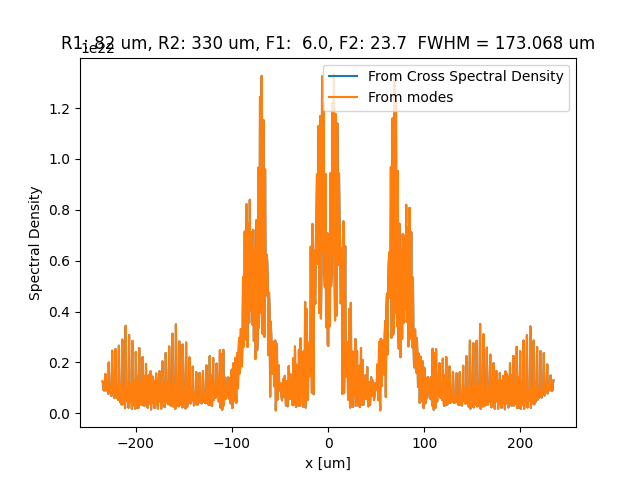 R1: 82 um, R2: 330 um, F1:  6.0, F2: 23.7  FWHM = 173.068 um
1e22
From Cross Spectral Density
From modes
1.2
1.0
0.8
0.6
0.4
0.2
0.0
Spectral Density
−200
−100
0
100
200
x [um]